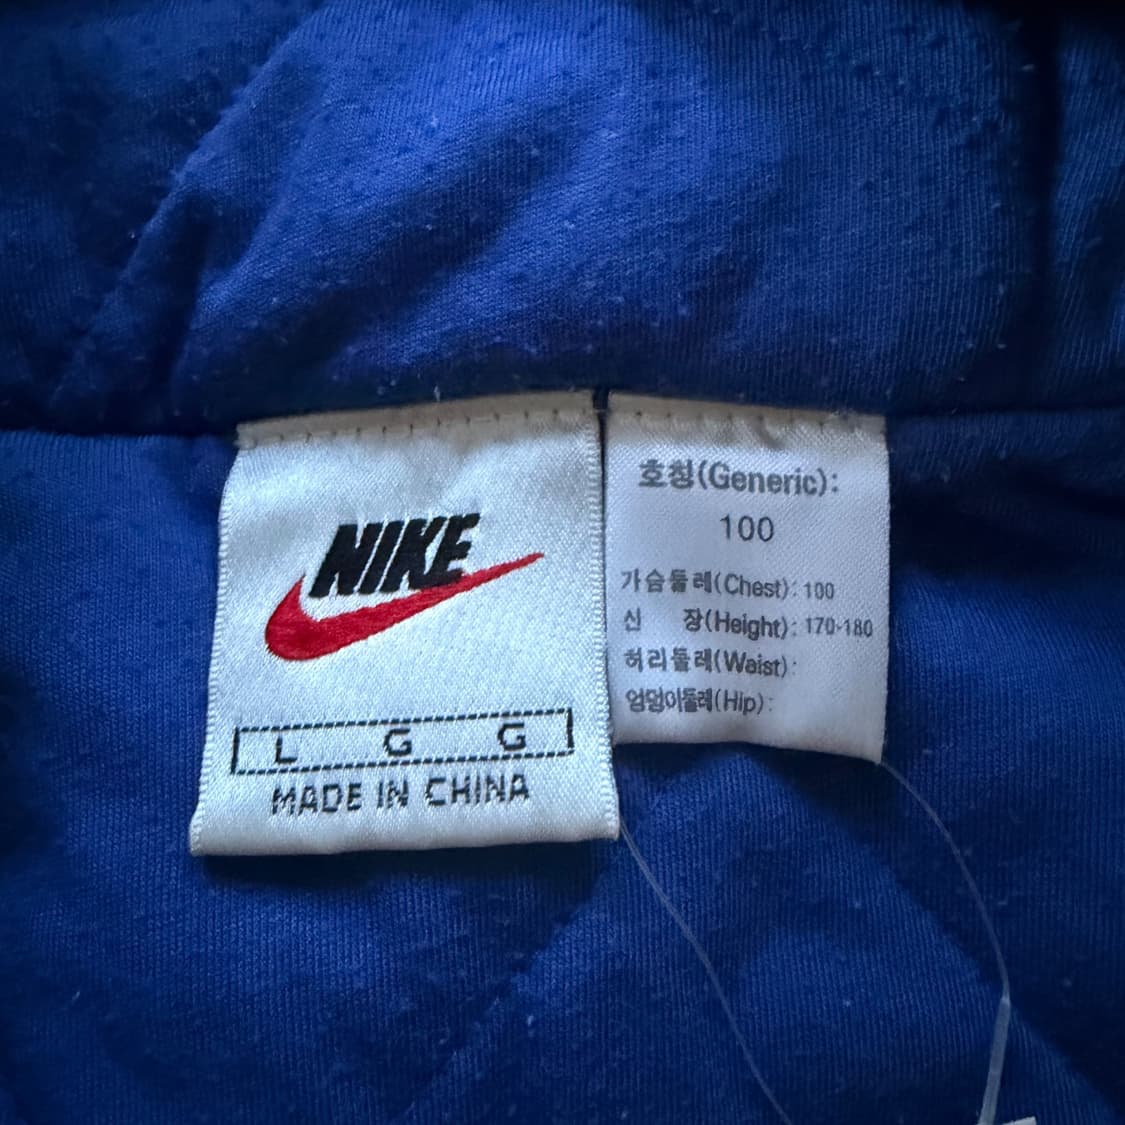 NIKE
L G G
MADE IN CHINA
호칭(Generic):
100
가슴둘레(Chest): 100
신 장(Height): 170-180
허리둘레(Waist):
엉덩이둘레(Hip):